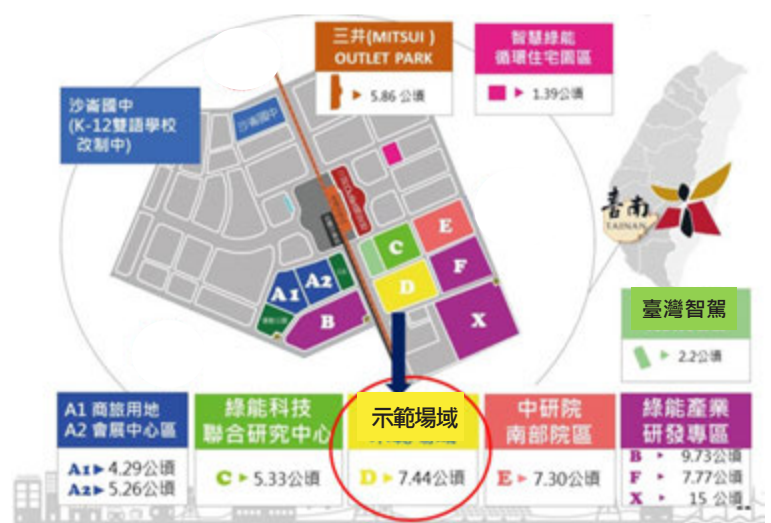 三井(MITSUI )
OUTLET PARK
5.86 公頃
智慧綠能
循環住宅園區
1.39公頃
沙崙國中
(K-12雙語學校
改制中)
沙崙國中
臺南
TAINAN
E
C
F
D
A1
A2
B
X
臺灣智駕
2.2公頃
A1 商旅用地
A2 會展中心區
A1 4.29公頃
A2 5.26公頃
綠能科技
聯合研究中心
C 5.33公頃
示範場域
D 7.44公頃
中研院
南部院區
E 7.30公頃
綠能產業
研發專區
B 9.73公頃
F 7.77公頃
X 15 公頃